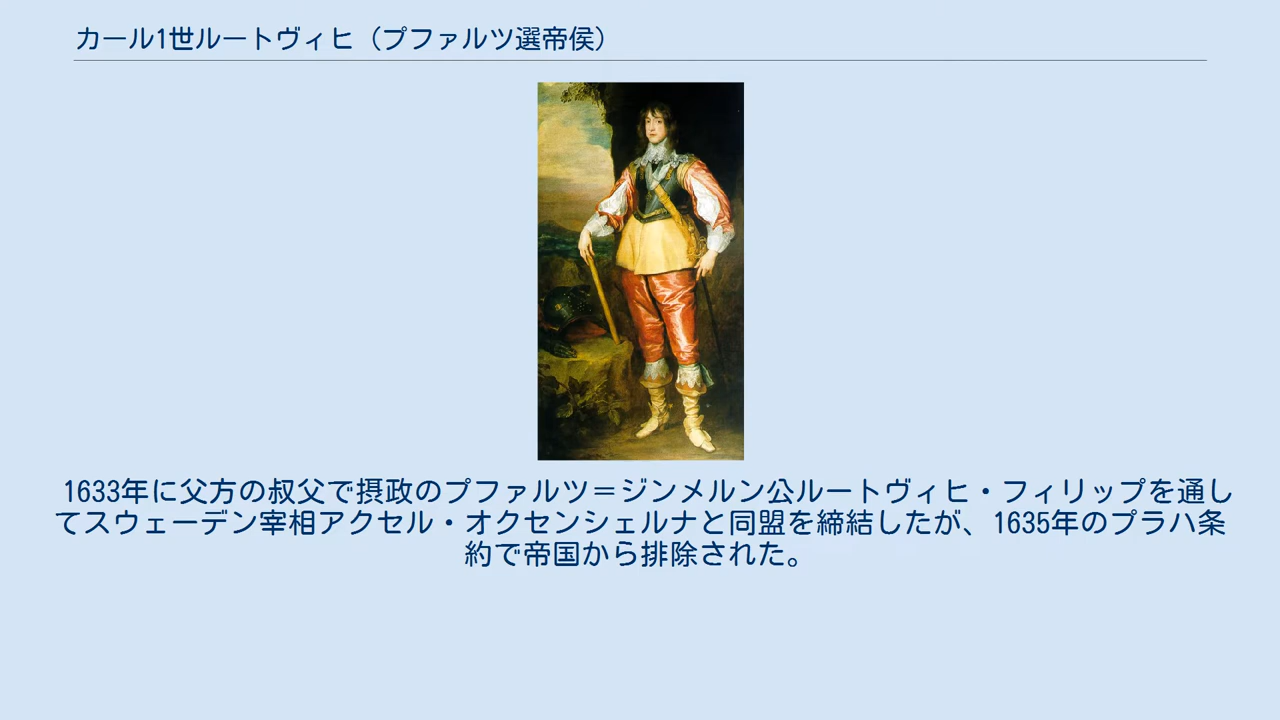 カール1世ルートヴィヒ（プファルツ選帝侯）
1633年に父方の叔父で摂政のプファルツ＝ジンメルン公ルートヴィヒ・フィリップを通し
てスウェーデン宰相アクセル・オクセンシェルナと同盟を締結したが、1635年のプラハ条
約で帝国から排除された。